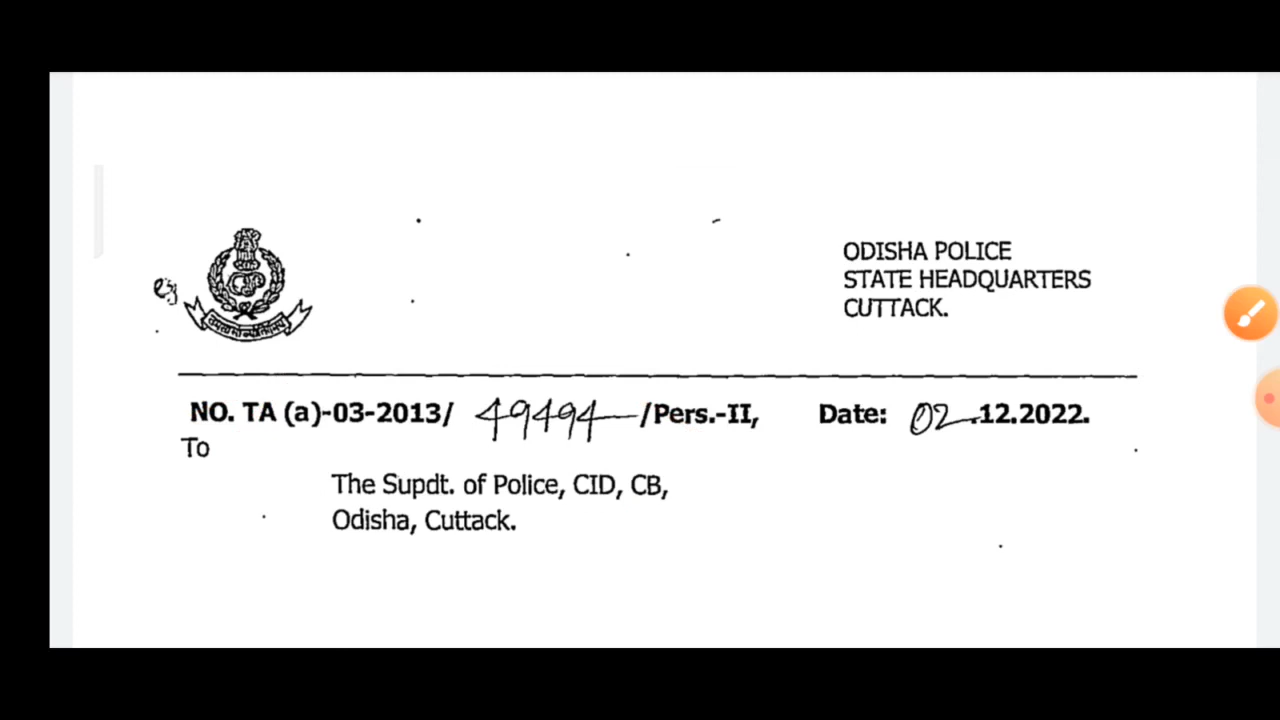 ODISHA POLICE
STATE HEADQUARTERS
CUTTACK.
NO. TA (a)-03-2013/ 49494 /Pers.-II, Date: 02.12.2022.
To
The Supdt. of Police, CID, CB,
Odisha, Cuttack.